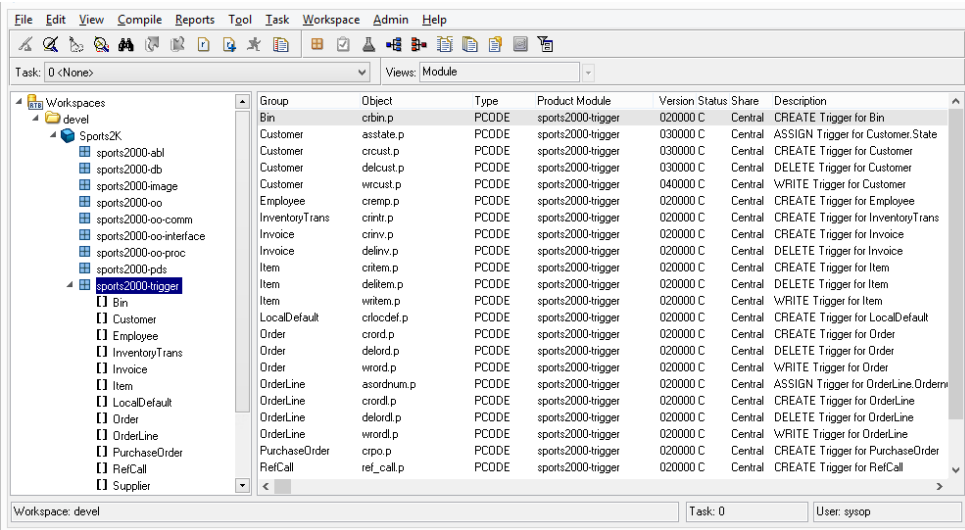 File Edit View Compile Reports Tool Task Workspace Admin Help
Task: 0 <None> Views: Module
Workspaces
devel
Sports2K
sports2000-abl
sports2000-db
sports2000-image
sports2000-oo
sports2000-oo-comm
sports2000-oo-interface
sports2000-oo-proc
sports2000-pds
sports2000-trigger
Bin
Customer
Employee
InventoryTrans
Invoice
Item
LocalDefault
Order
OrderLine
PurchaseOrder
RefCall
Supplier
Group Object Type Product Module Version Status Share Description
Bin crbin.p PCODE sports2000-trigger 020000 C Central CREATE Trigger for Bin
Customer asstate.p PCODE sports2000-trigger 030000 C Central ASSIGN Trigger for Customer.State
Customer crcust.p PCODE sports2000-trigger 030000 C Central CREATE Trigger for Customer
Customer delcust.p PCODE sports2000-trigger 030000 C Central DELETE Trigger for Customer
Customer wrcust.p PCODE sports2000-trigger 040000 C Central WRITE Trigger for Customer
Employee cremp.p PCODE sports2000-trigger 020000 C Central CREATE Trigger for Employee
InventoryTrans crintr.p PCODE sports2000-trigger 020000 C Central CREATE Trigger for InventoryTrans
Invoice crinv.p PCODE sports2000-trigger 020000 C Central CREATE Trigger for Invoice
Invoice delinv.p PCODE sports2000-trigger 020000 C Central DELETE Trigger for Invoice
Item critem.p PCODE sports2000-trigger 020000 C Central CREATE Trigger for Item
Item delitem.p PCODE sports2000-trigger 020000 C Central DELETE Trigger for Item
Item writem.p PCODE sports2000-trigger 020000 C Central WRITE Trigger for Item
LocalDefault crlocdef.p PCODE sports2000-trigger 020000 C Central CREATE Trigger for LocalDefault
Order crord.p PCODE sports2000-trigger 020000 C Central CREATE Trigger for Order
Order delord.p PCODE sports2000-trigger 020000 C Central DELETE Trigger for Order
Order wrord.p PCODE sports2000-trigger 020000 C Central WRITE Trigger for Order
OrderLine asordnum.p PCODE sports2000-trigger 020000 C Central ASSIGN Trigger for OrderLine.Ordern
OrderLine crordl.p PCODE sports2000-trigger 020000 C Central CREATE Trigger for OrderLine
OrderLine delordl.p PCODE sports2000-trigger 020000 C Central DELETE Trigger for OrderLine
OrderLine wrordl.p PCODE sports2000-trigger 020000 C Central WRITE Trigger for OrderLine
PurchaseOrder crpo.p PCODE sports2000-trigger 020000 C Central CREATE Trigger for PurchaseOrder
RefCall ref_call.p PCODE sports2000-trigger 020000 C Central CREATE Trigger for RefCall
Workspace: devel Task: 0 User: sysop